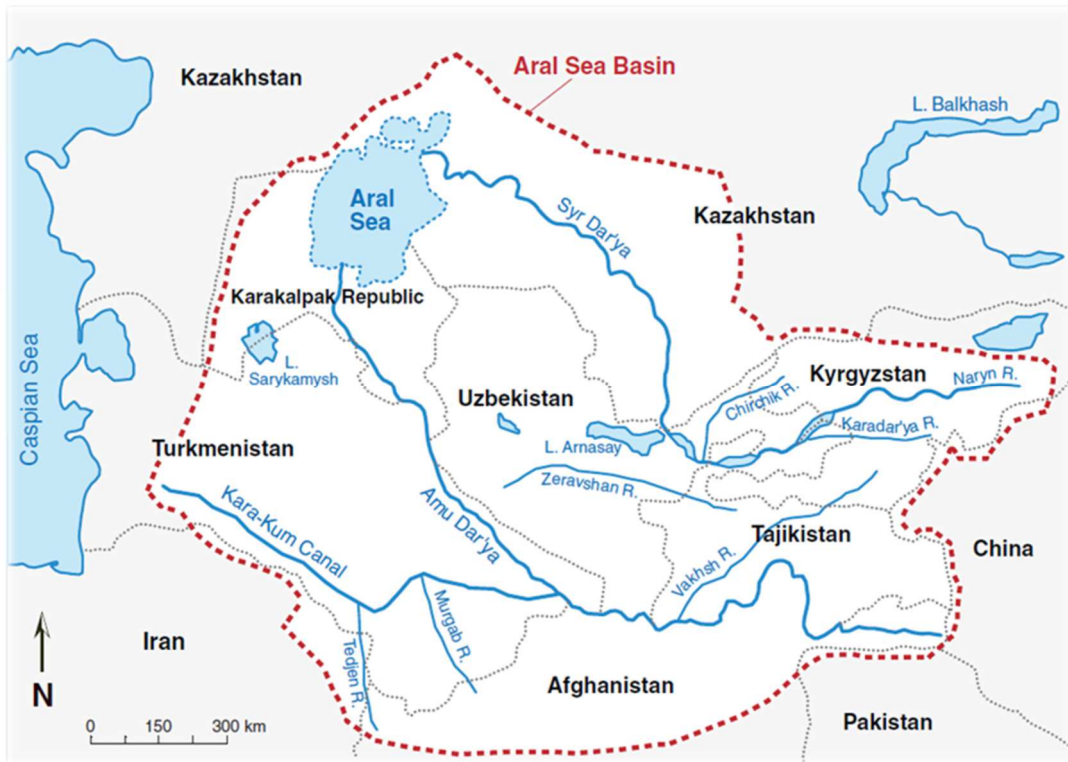 Aral Sea Basin
Kazakhstan
L. Balkhash
Aral
Sea
Syr Dar'ya
Kazakhstan
Karakalpak Republic
L.
Sarykamysh
Caspian Sea
Uzbekistan
Kyrgyzstan
Naryn R.
Chirchik R.
Karadar'ya R.
L. Arnasay
Turkmenistan
Zeravshan R.
Kara-Kum Canal
Amu Dar'ya
Tajikistan
Vakhsh R.
China
Iran
Murgab R.
Tedjen R.
Afghanistan
Pakistan
N
0 150 300 km